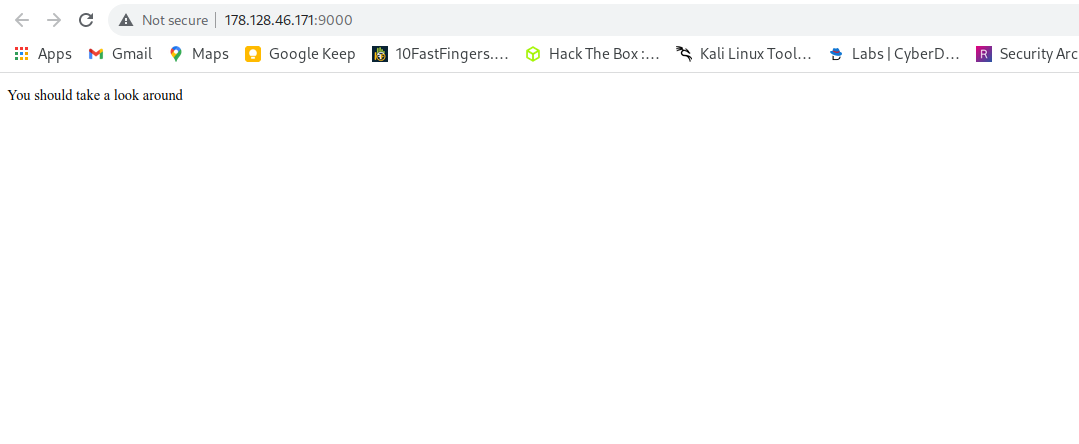 Not secure | 178.128.46.171:9000
Apps Gmail Maps Google Keep 10FastFingers.... Hack The Box :... Kali Linux Tool... Labs | CyberD... R Security Arc
You should take a look around